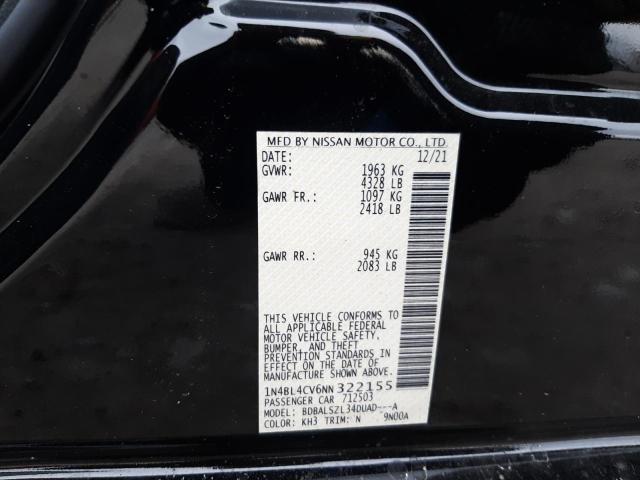 MFD BY NISSAN MOTOR CO., LTD.
DATE: 12/21
GVWR: 1963 KG
4328 LB
GAWR FR.: 1097 KG
2418 LB
GAWR RR.: 945 KG
2083 LB
THIS VEHICLE CONFORMS TO
ALL APPLICABLE FEDERAL
MOTOR VEHICLE SAFETY,
BUMPER, AND THEFT
PREVENTION STANDARDS IN
EFFECT ON THE DATE OF
MANUFACTURE SHOWN ABOVE.
1N4BL4CV6NN322155
PASSENGER CAR 712503
MODEL: BDBALSZL34DUAD---A
COLOR: KH3 TRIM: N 9N00A